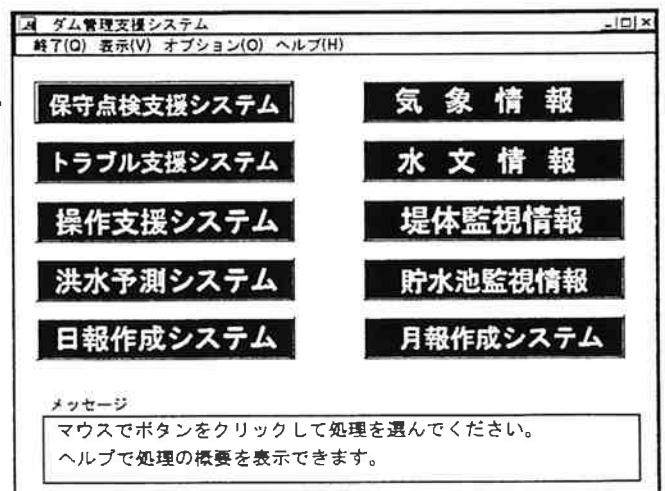 ダム管理支援システム
終了(Q) 表示(V) オプション(O) ヘルプ(H)
保守点検支援システム
気象情報
トラブル支援システム
水文情報
操作支援システム
堤体監視情報
洪水予測システム
貯水池監視情報
日報作成システム
月報作成システム
メッセージ
マウスでボタンをクリックして処理を選んでください。
ヘルプで処理の概要を表示できます。